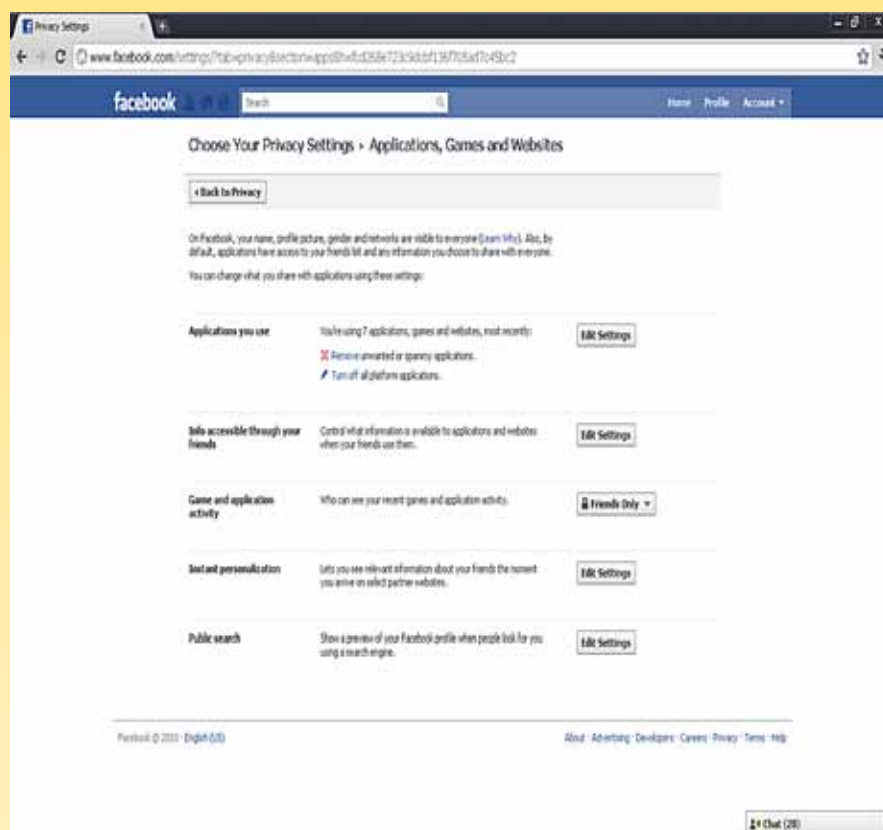 Privacy Settings
www.facebook.com/settings/?tab=privacy&section=apps
facebook
Search
Home Profile Account
Choose Your Privacy Settings › Applications, Games and Websites
‹ Back to Privacy
On Facebook, your name, profile picture, gender and networks are visible to everyone (Learn Why). Also, by
default, applications have access to your friends list and any information you choose to share with everyone.
You can change what you share with applications using these settings:
Applications you use
You're using 7 applications, games and websites, most recently:
Edit Settings
Remove unwanted or spammy applications.
Turn off all platform applications.
Info accessible through your
friends
Control what information is available to applications and websites
when your friends use them.
Edit Settings
Game and application
activity
Who can see your recent games and application activity.
Friends Only
Instant personalization
Lets you see relevant information about your friends the moment
you arrive on select partner websites.
Edit Settings
Public search
Show a preview of your Facebook profile when people look for you
using a search engine.
Edit Settings
Facebook © English (US)
About · Advertising · Developers · Careers · Privacy · Terms · Help
Chat (28)